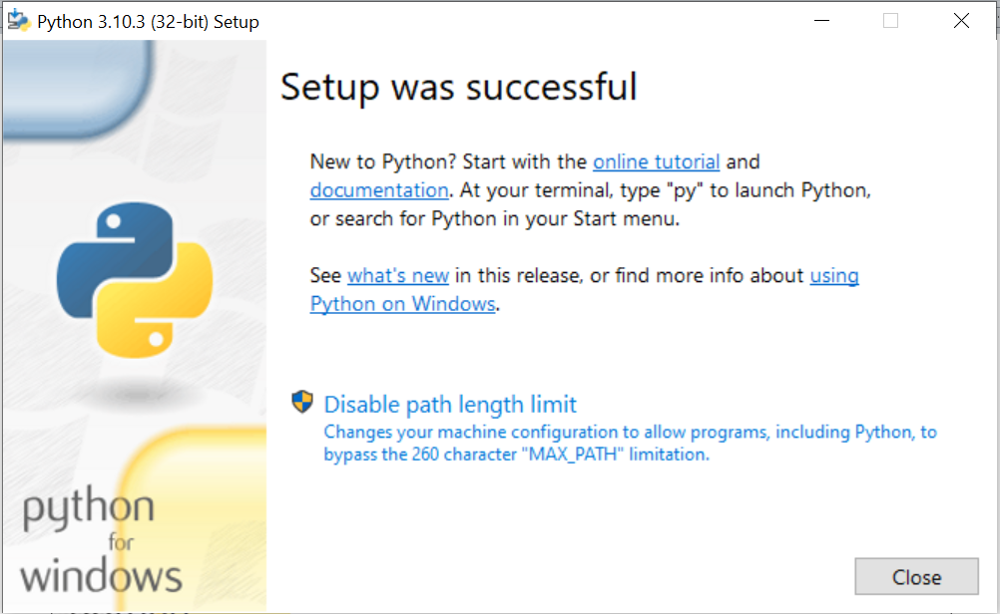 Python 3.10.3 (32-bit) Setup
Setup was successful
New to Python? Start with the online tutorial and
documentation. At your terminal, type "py" to launch Python,
or search for Python in your Start menu.
See what's new in this release, or find more info about using
Python on Windows.
Disable path length limit
Changes your machine configuration to allow programs, including Python, to
bypass the 260 character "MAX_PATH" limitation.
python
for
windows
Close